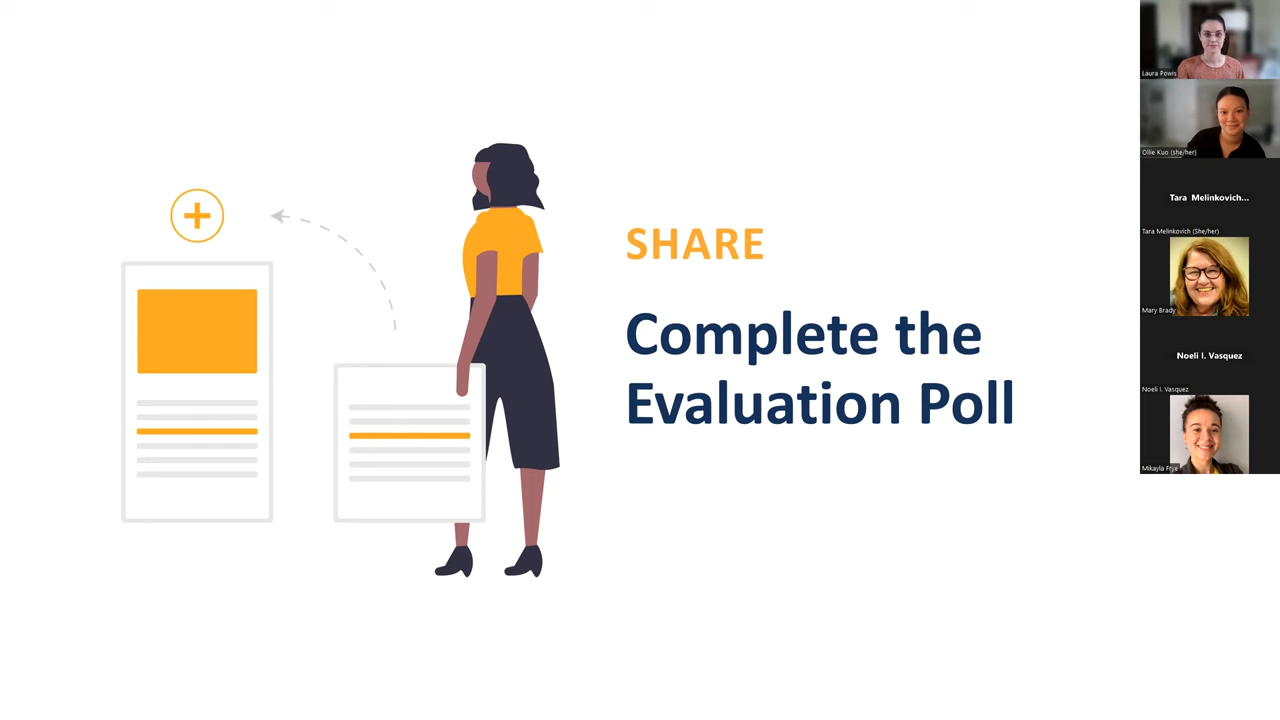 SHARE
Complete the
Evaluation Poll
Laura Powis
Ollie Kuo (she/her)
Tara Melinkovich...
Tara Melinkovich (She/her)
Mary Brady
Noeli I. Vasquez
Noeli I. Vasquez
Mikayla Frye